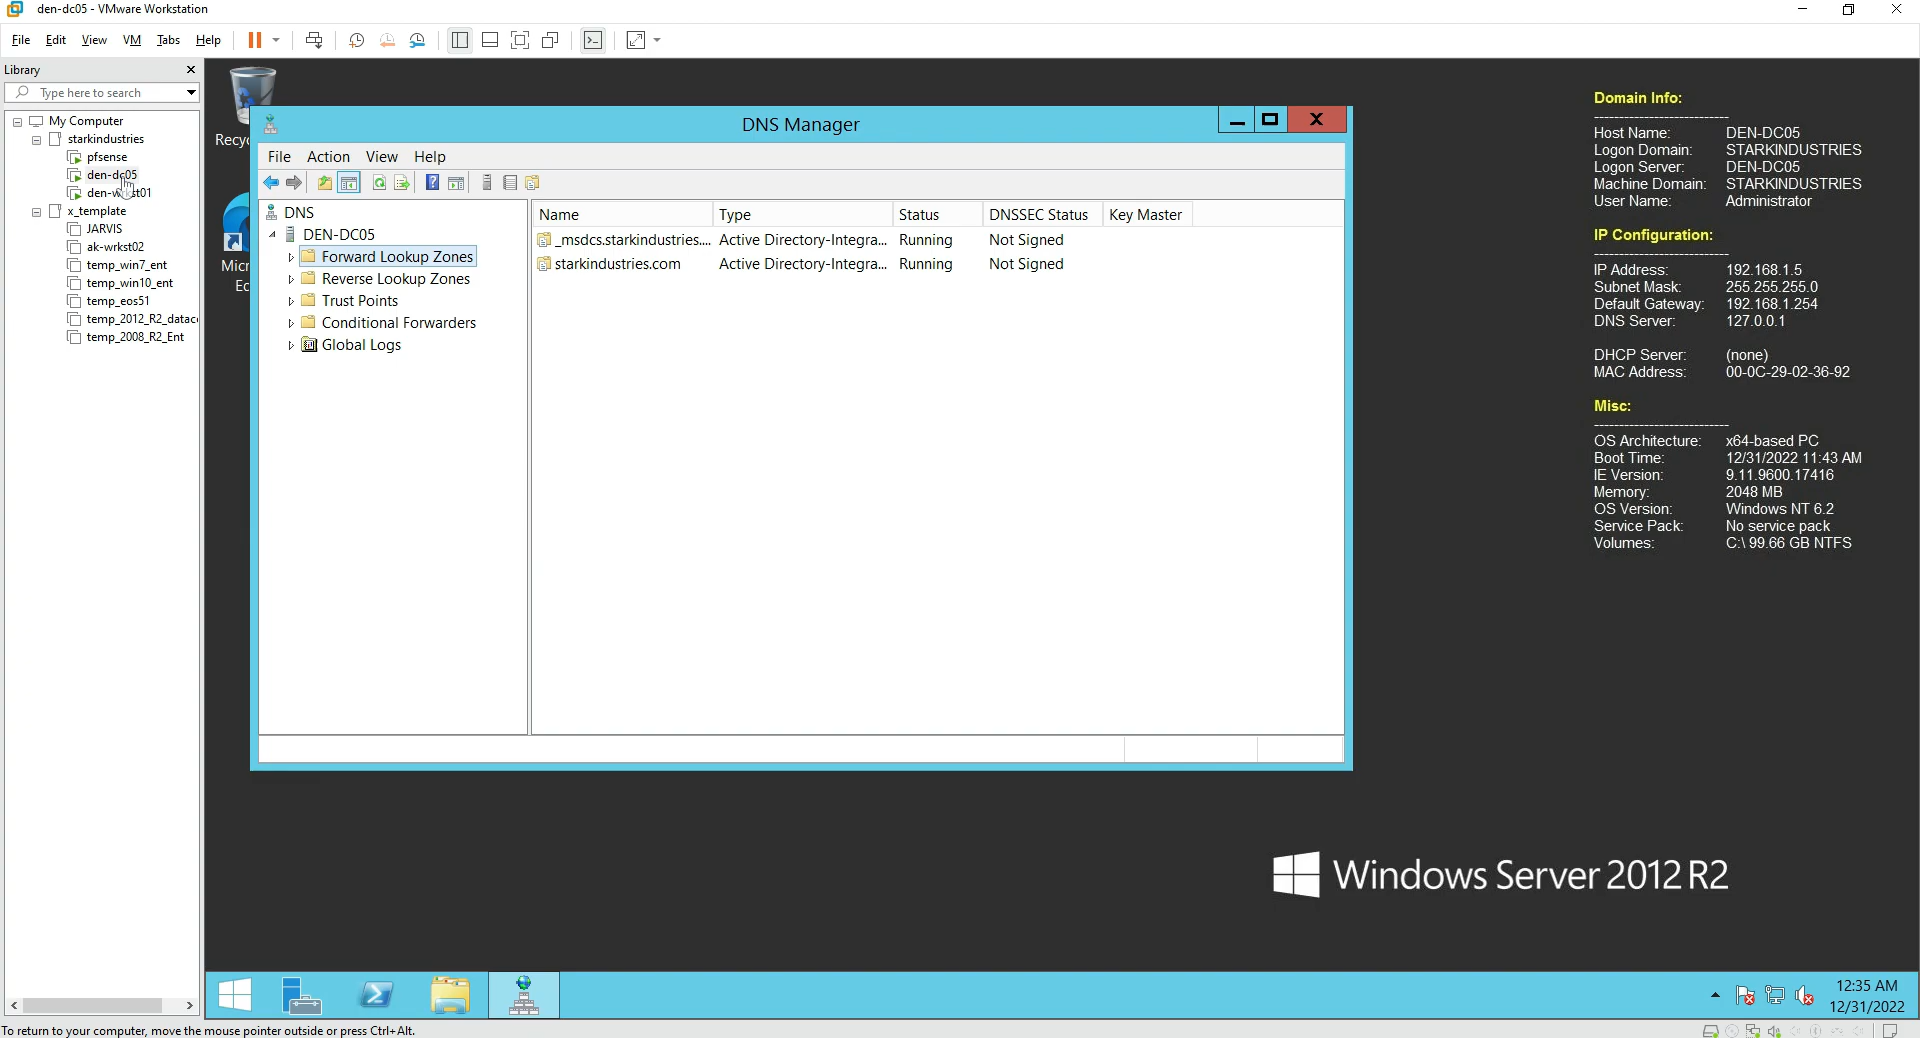 den-dc05 - VMware Workstation
File Edit View VM Tabs Help
Library
Type here to search
My Computer
starkindustries
pfsense
den-dc05
den-wrkst01
x_template
JARVIS
ak-wrkst02
temp_win7_ent
temp_win10_ent
temp_eos51
temp_2012_R2_datac
temp_2008_R2_Ent
DNS Manager
File Action View Help
DNS
DEN-DC05
Forward Lookup Zones
Reverse Lookup Zones
Trust Points
Conditional Forwarders
Global Logs
Name Type Status DNSSEC Status Key Master
_msdcs.starkindustries.... Active Directory-Integra... Running Not Signed
starkindustries.com Active Directory-Integra... Running Not Signed
Domain Info:
---------------------------
Host Name: DEN-DC05
Logon Domain: STARKINDUSTRIES
Logon Server: DEN-DC05
Machine Domain: STARKINDUSTRIES
User Name: Administrator
IP Configuration:
---------------------------
IP Address: 192.168.1.5
Subnet Mask: 255.255.255.0
Default Gateway: 192.168.1.254
DNS Server: 127.0.0.1
DHCP Server: (none)
MAC Address: 00-0C-29-02-36-92
Misc:
---------------------------
OS Architecture: x64-based PC
Boot Time: 12/31/2022 11:43 AM
IE Version: 9.11.9600.17416
Memory: 2048 MB
OS Version: Windows NT 6.2
Service Pack: No service pack
Volumes: C:\ 99.66 GB NTFS
Recyc
Micr
Ec
Windows Server 2012 R2
12:35 AM
12/31/2022
To return to your computer, move the mouse pointer outside or press Ctrl+Alt.